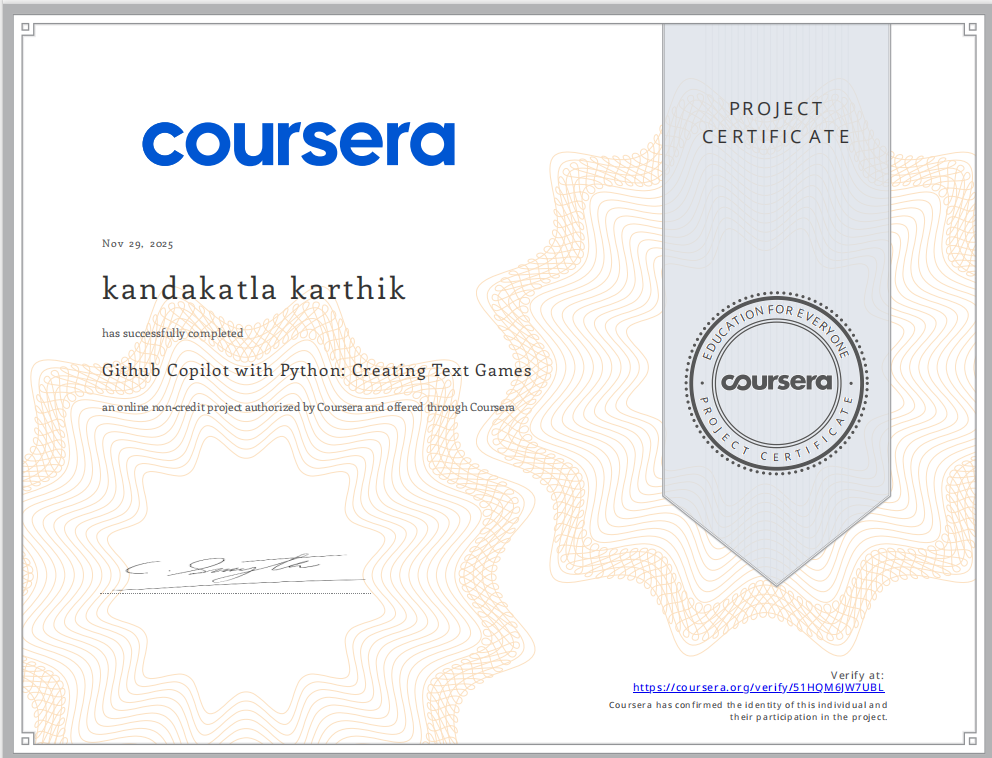 coursera
PROJECT
CERTIFICATE
Nov 29, 2025
kandakatla karthik
has successfully completed
Github Copilot with Python: Creating Text Games
an online non-credit project authorized by Coursera and offered through Coursera
EDUCATION FOR EVERYONE
coursera
PROJECT CERTIFICATE
Verify at:
https://coursera.org/verify/51HQM6JW7UBL
Coursera has confirmed the identity of this individual and
their participation in the project.